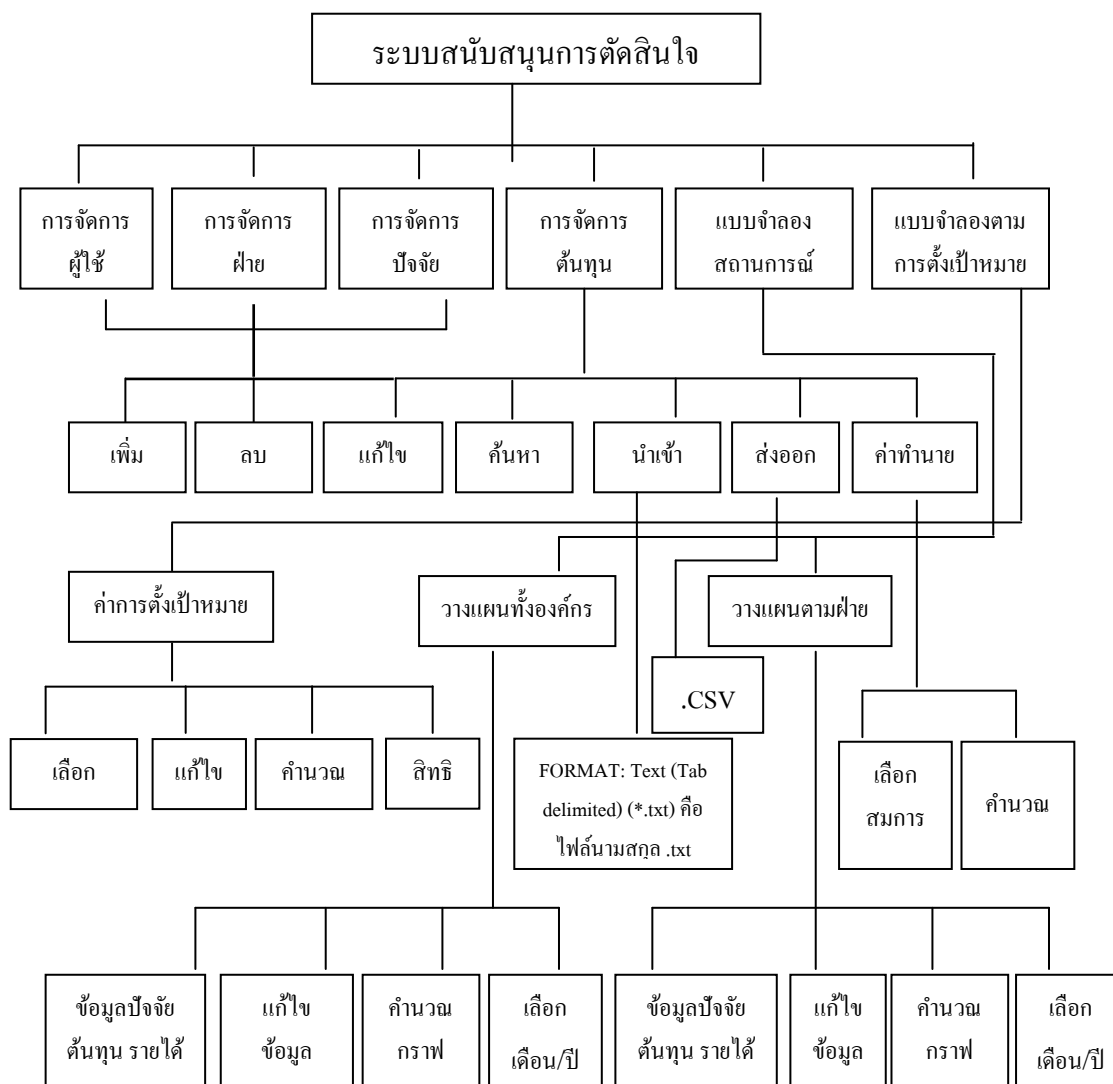 ระบบสนับสนุนการตัดสินใจ
การจัดการ
ผู้ใช้
การจัดการ
ฝ่าย
การจัดการ
ปัจจัย
การจัดการ
ต้นทุน
แบบจำลอง
สถานการณ์
แบบจำลองตาม
การตั้งเป้าหมาย
เพิ่ม
ลบ
แก้ไข
ค้นหา
นำเข้า
ส่งออก
ค่าทำนาย
ค่าการตั้งเป้าหมาย
วางแผนทั้งองค์กร
วางแผนตามฝ่าย
.CSV
เลือก
แก้ไข
คำนวณ
สิทธิ
FORMAT: Text (Tab
delimited) (*.txt) คือ
ไฟล์นามสกุล .txt
เลือก
สมการ
คำนวณ
ข้อมูลปัจจัย
ต้นทุน รายได้
แก้ไข
ข้อมูล
คำนวณ
กราฟ
เลือก
เดือน/ปี
ข้อมูลปัจจัย
ต้นทุน รายได้
แก้ไข
ข้อมูล
คำนวณ
กราฟ
เลือก
เดือน/ปี